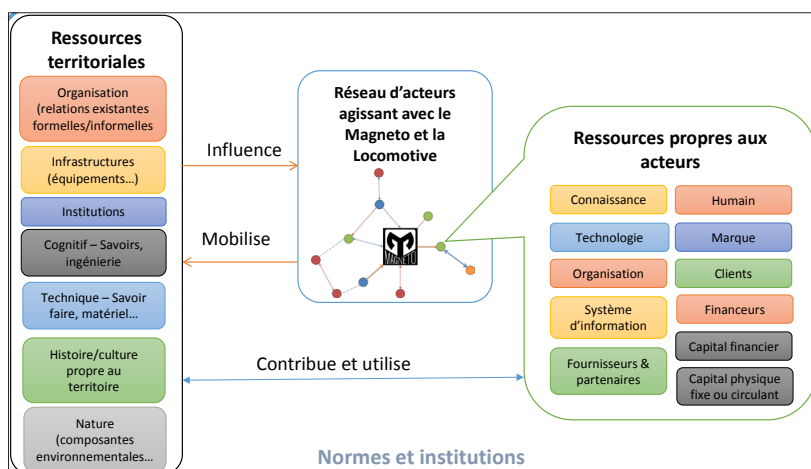 Ressources
territoriales
Organisation
(relations existantes
formelles/informelles
Infrastructures
(équipements…)
Institutions
Cognitif – Savoirs,
ingénierie
Technique – Savoir
faire, matériel…
Histoire/culture
propre au
territoire
Nature
(composantes
environnementales…
Influence
Mobilise
Contribue et utilise
Réseau d’acteurs
agissant avec le
Magneto et la
Locomotive
MAGNETO
Ressources propres aux
acteurs
Connaissance
Technologie
Organisation
Système
d’information
Fournisseurs &
partenaires
Humain
Marque
Clients
Financeurs
Capital financier
Capital physique
fixe ou circulant
Normes et institutions